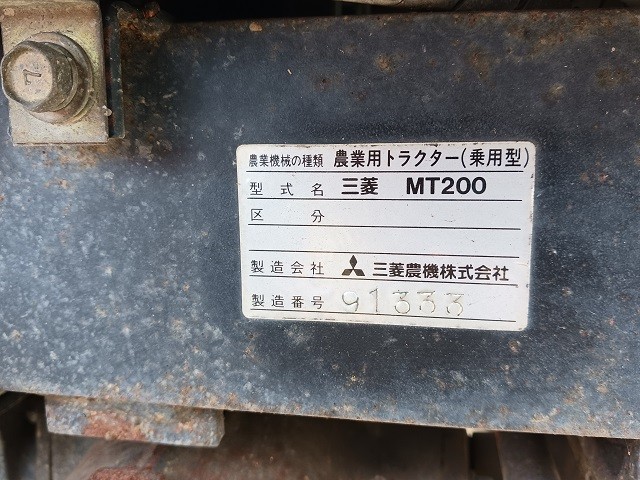 7
農業機械の種類 農業用トラクター(乗用型)
型式名 三菱 MT200
区分
製造会社 三菱農機株式会社
製造番号 91333